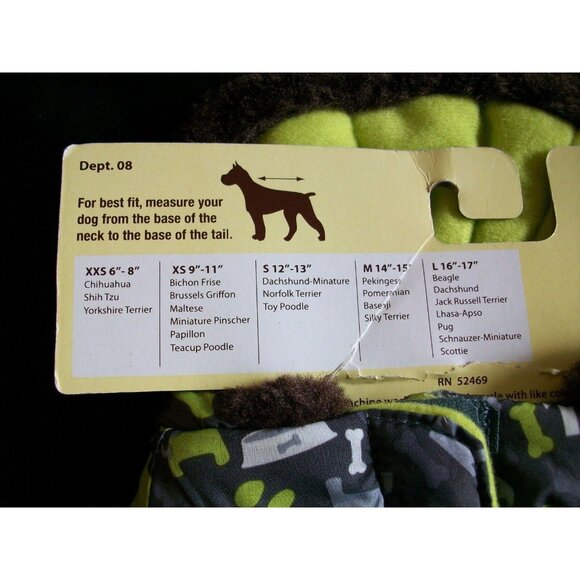 Dept. 08
For best fit, measure your
dog from the base of the
neck to the base of the tail.
XXS 6"- 8"
Chihuahua
Shih Tzu
Yorkshire Terrier
XS 9"-11"
Bichon Frise
Brussels Griffon
Maltese
Miniature Pinscher
Papillon
Teacup Poodle
S 12"-13"
Dachshund-Minature
Norfolk Terrier
Toy Poodle
M 14"-15"
Pekingese
Pomeranian
Basenji
Silky Terrier
L 16"-17"
Beagle
Dachshund
Jack Russell Terrier
Lhasa-Apso
Pug
Schnauzer-Miniature
Scottie
RN 52469
with like